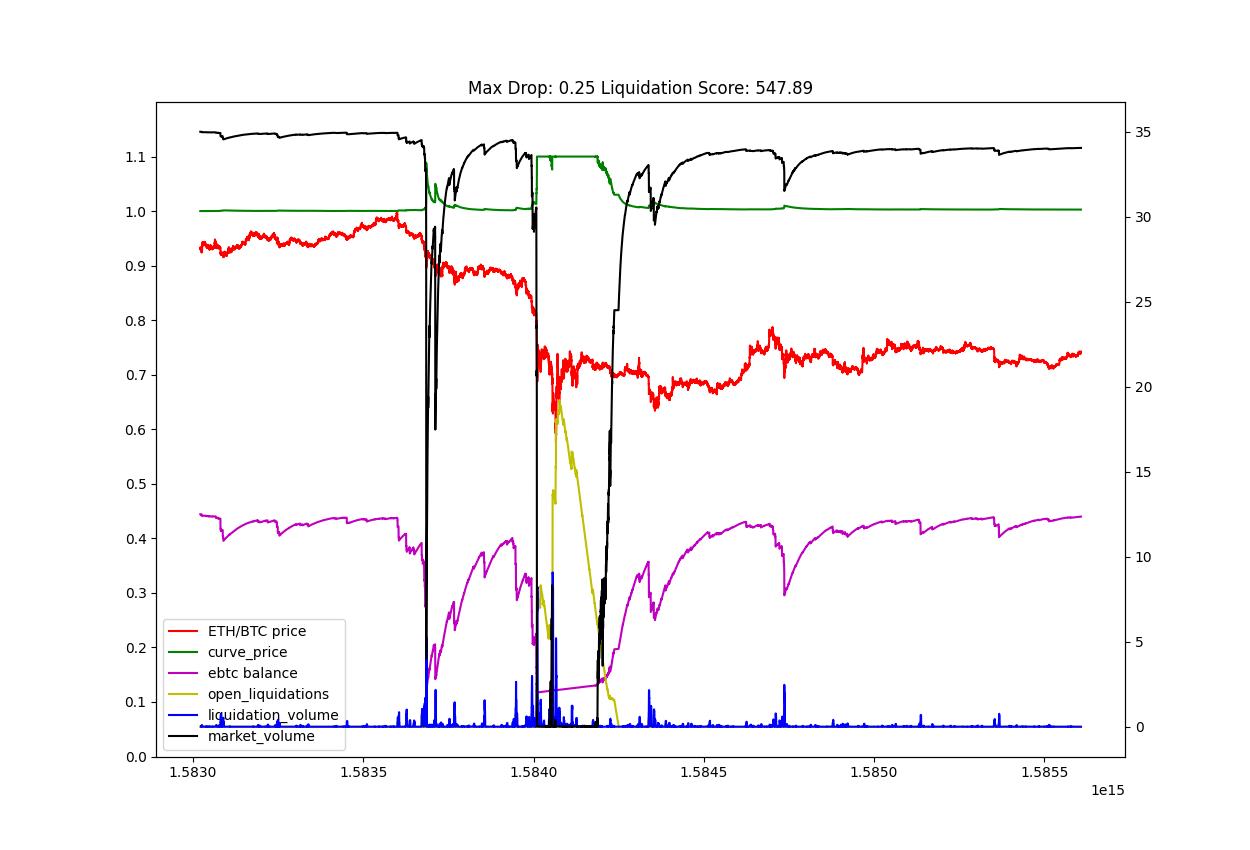 Max Drop: 0.25 Liquidation Score: 547.89
1.1
1.0
0.9
0.8
0.7
0.6
0.5
0.4
0.3
0.2
0.1
0.0
35
30
25
20
15
10
5
0
ETH/BTC price
curve_price
ebtc balance
open_liquidations
liquidation_volume
market_volume
1.5830 1.5835 1.5840 1.5845 1.5850 1.5855
1e15